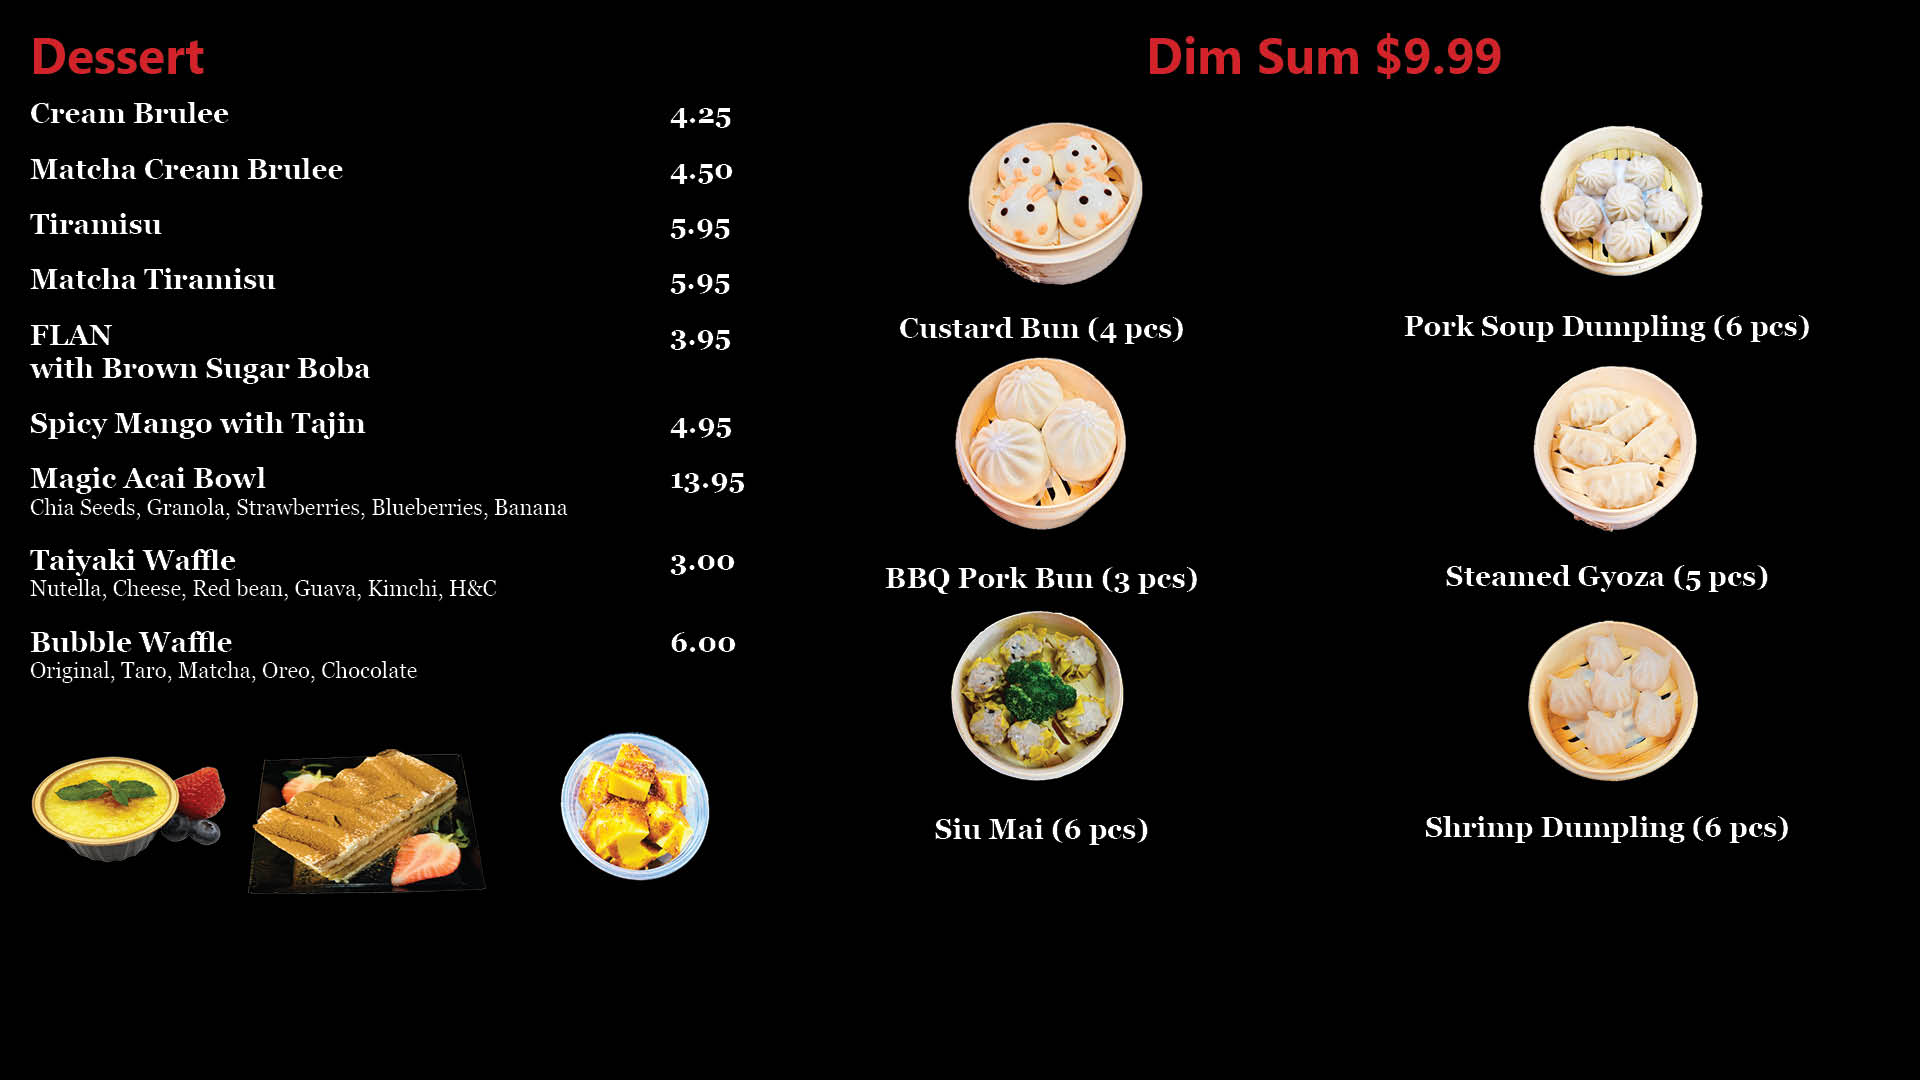 Dessert
Cream Brulee 4.25
Matcha Cream Brulee 4.50
Tiramisu 5.95
Matcha Tiramisu 5.95
FLAN 3.95
with Brown Sugar Boba
Spicy Mango with Tajin 4.95
Magic Acai Bowl 13.95
Chia Seeds, Granola, Strawberries, Blueberries, Banana
Taiyaki Waffle 3.00
Nutella, Cheese, Red bean, Guava, Kimchi, H&C
Bubble Waffle 6.00
Original, Taro, Matcha, Oreo, Chocolate
Dim Sum $9.99
Custard Bun (4 pcs)
Pork Soup Dumpling (6 pcs)
BBQ Pork Bun (3 pcs)
Steamed Gyoza (5 pcs)
Siu Mai (6 pcs)
Shrimp Dumpling (6 pcs)